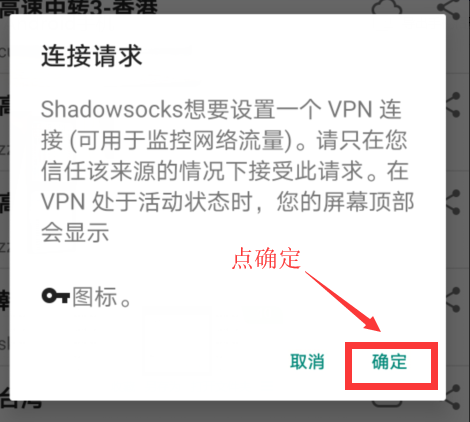 高速中转3-香港
连接请求
Shadowsocks想要设置一个 VPN 连
接 (可用于监控网络流量)。请只在您
信任该来源的情况下接受此请求。在
VPN 处于活动状态时，您的屏幕顶部
会显示
点确定
图标。
取消
确定
台湾